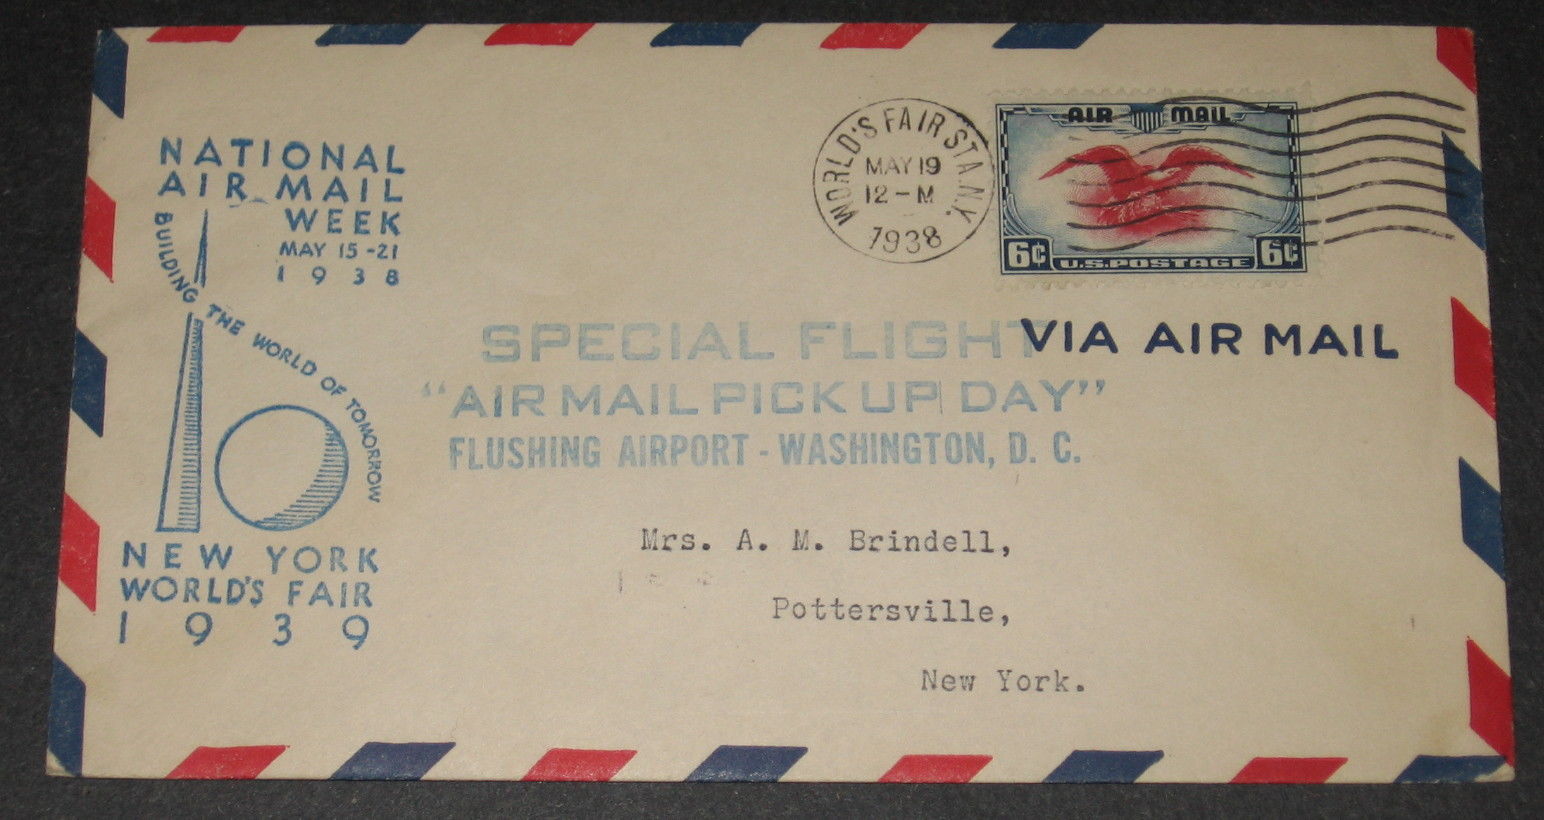 NATIONAL
AIR MAIL
WEEK
MAY 15-21
1938
BUILDING THE WORLD OF TOMORROW
NEW YORK
WORLD'S FAIR
1939
WORLD'S FAIR STA. N.Y.
MAY 19
12-M
1938
AIR MAIL
6¢ U.S. POSTAGE 6¢
VIA AIR MAIL
SPECIAL FLIGHT
"AIR MAIL PICK UP DAY"
FLUSHING AIRPORT - WASHINGTON, D. C.
Mrs. A. M. Brindell,
Pottersville,
New York.